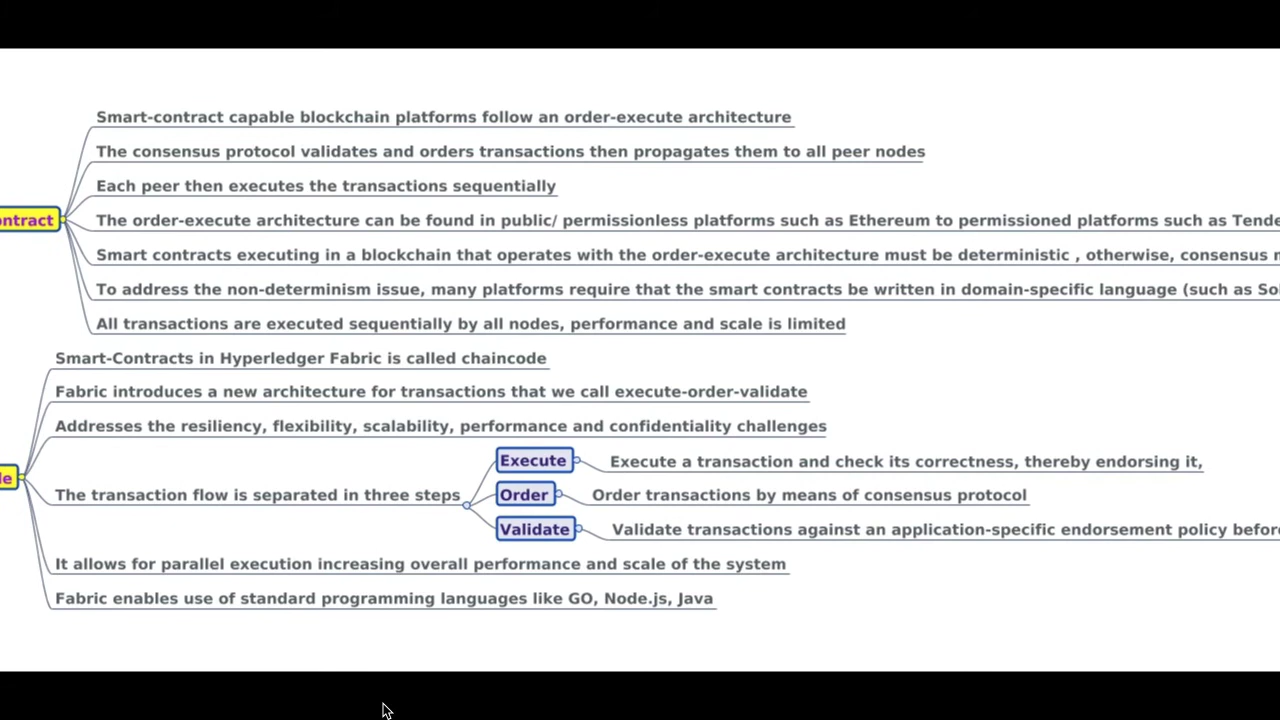 Smart-contract capable blockchain platforms follow an order-execute architecture
The consensus protocol validates and orders transactions then propagates them to all peer nodes
Each peer then executes the transactions sequentially
ontract
The order-execute architecture can be found in public/ permissionless platforms such as Ethereum to permissioned platforms such as Tende
Smart contracts executing in a blockchain that operates with the order-execute architecture must be deterministic , otherwise, consensus
To address the non-determinism issue, many platforms require that the smart contracts be written in domain-specific language (such as Sol
All transactions are executed sequentially by all nodes, performance and scale is limited
Smart-Contracts in Hyperledger Fabric is called chaincode
Fabric introduces a new architecture for transactions that we call execute-order-validate
Addresses the resiliency, flexibility, scalability, performance and confidentiality challenges
le
The transaction flow is separated in three steps
Execute
Execute a transaction and check its correctness, thereby endorsing it,
Order
Order transactions by means of consensus protocol
Validate
Validate transactions against an application-specific endorsement policy befor
It allows for parallel execution increasing overall performance and scale of the system
Fabric enables use of standard programming languages like GO, Node.js, Java